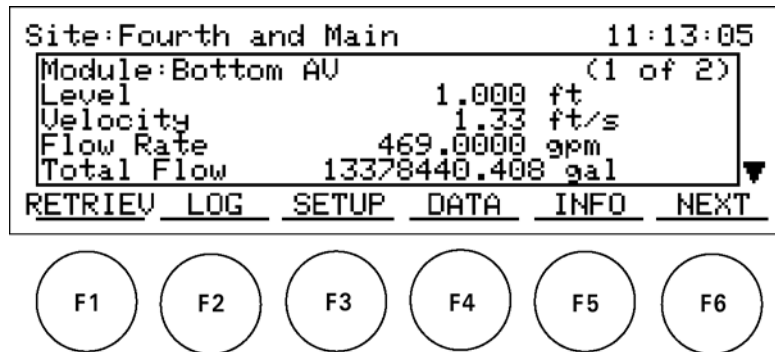 Site:Fourth and Main 11:13:05
Module:Bottom AV (1 of 2)
Level 1.000 ft
Velocity 1.33 ft/s
Flow Rate 469.0000 gpm
Total Flow 13378440.408 gal
RETRIEV LOG SETUP DATA INFO NEXT
F1 F2 F3 F4 F5 F6